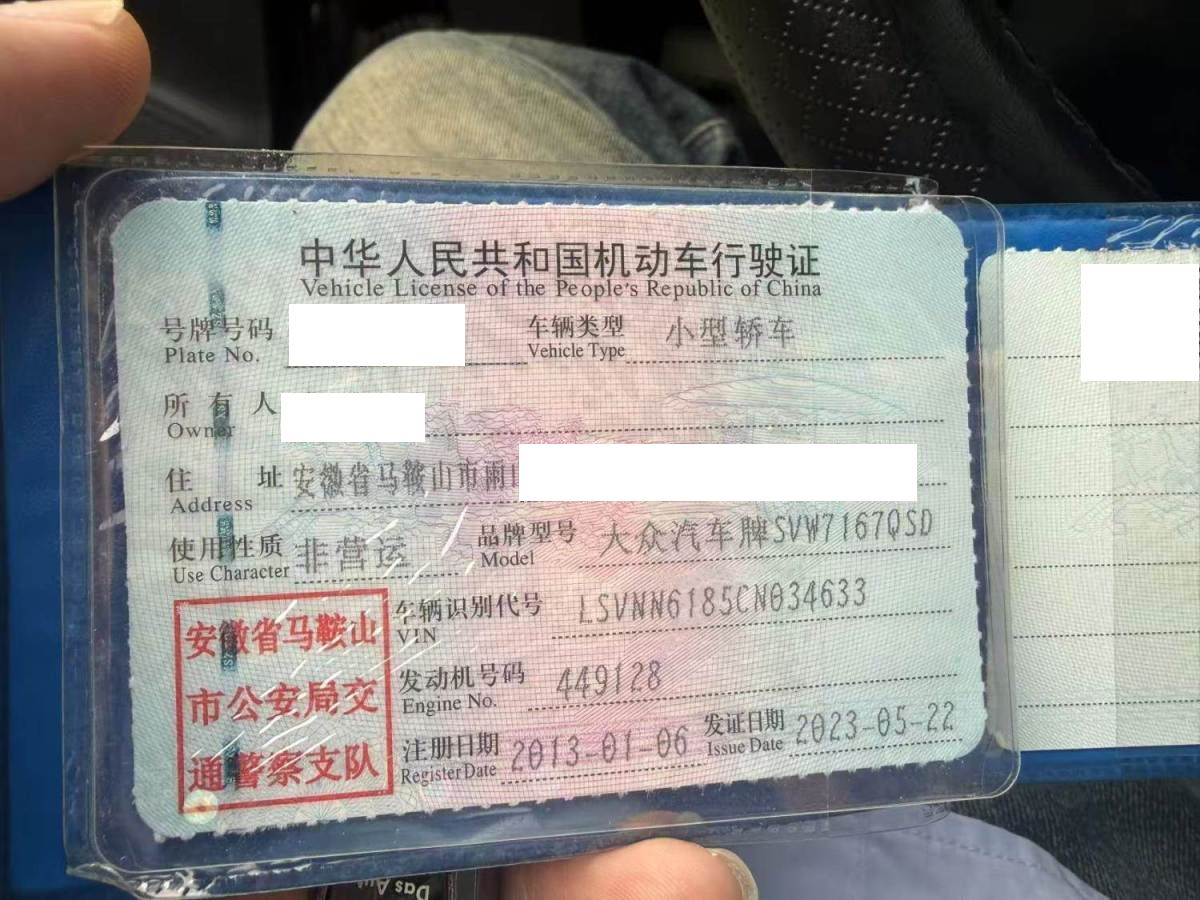 中华人民共和国机动车行驶证
Vehicle License of the People's Republic of China
号牌号码 车辆类型 小型轿车
Plate No. Vehicle Type
所有人
Owner
住址 安徽省马鞍山市雨山
Address
使用性质 非营运 品牌型号 大众汽车牌SVW7167QSD
Use Character Model
车辆识别代号 LSVNN6185CN034633
VIN
发动机号码 449128
Engine No.
注册日期 2013-01-06 发证日期 2023-05-22
Register Date Issue Date
安徽省马鞍山
市公安局交
通警察支队
Das Aut